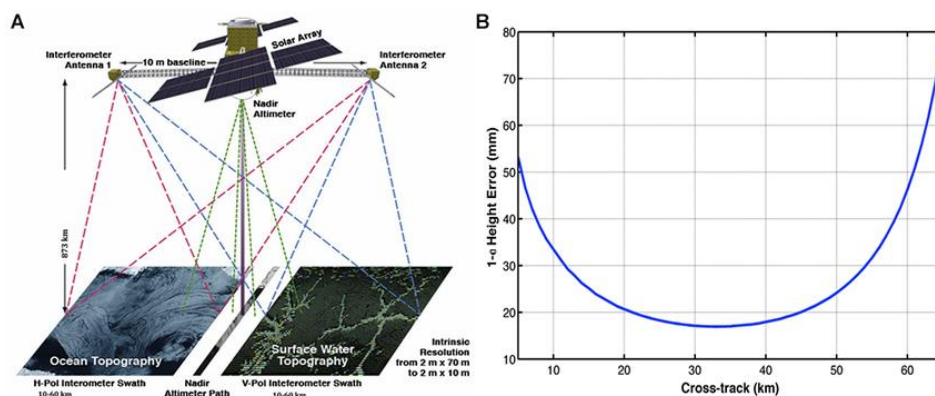 A
Interferometer
Antenna 1
10 m baseline
Solar Array
Interferometer
Antenna 2
Nadir
Altimeter
873 km
Ocean Topography
Surface Water
Topography
Intrinsic
Resolution
from 2 m x 70 m
to 2 m x 10 m
H-Pol Interometer Swath
10-60 km
Nadir
Altimeter Path
V-Pol Inteferometer Swath
10-60 km
B
80
70
60
50
40
30
20
10
1-σ Height Error (mm)
10
20
30
40
50
60
Cross-track (km)